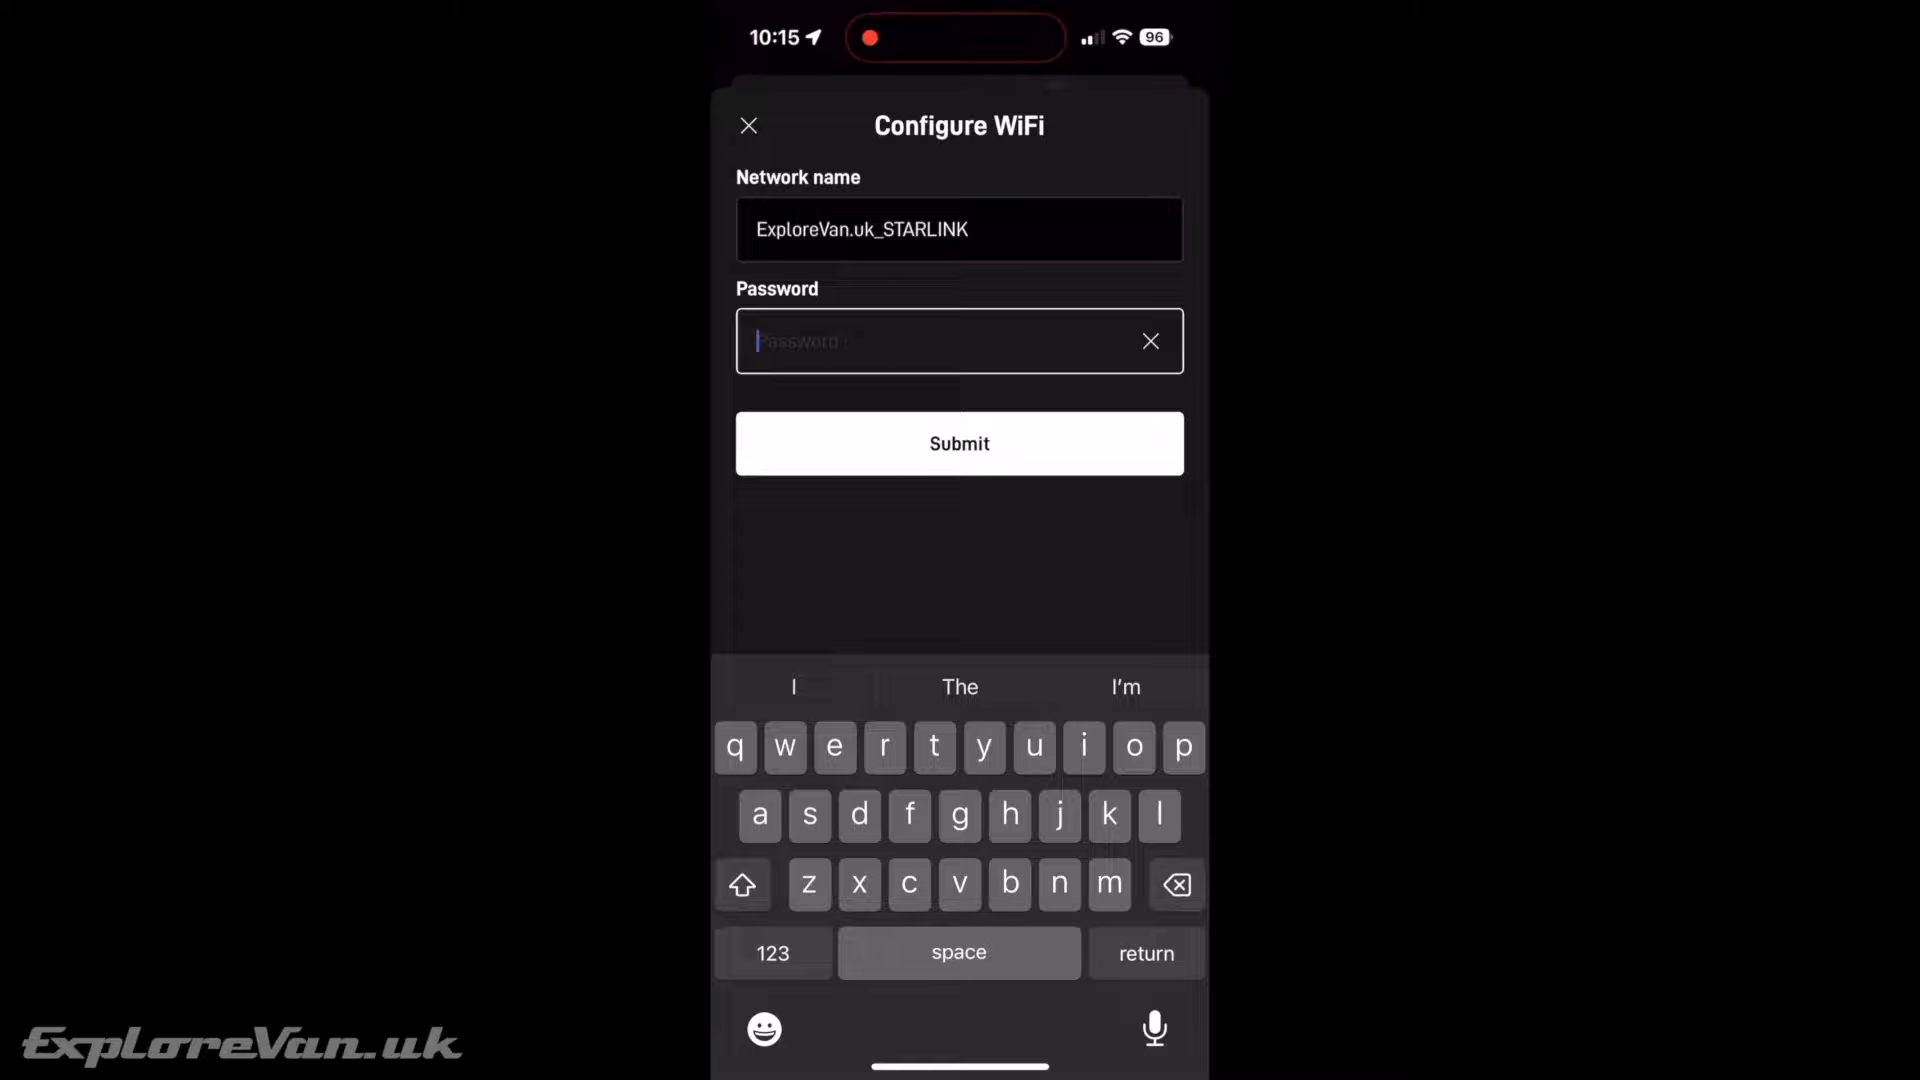 10:15
96
Configure WiFi
Network name
ExploreVan.uk_STARLINK
Password
Password
Submit
I The I'm
q w e r t y u i o p
a s d f g h j k l
z x c v b n m
123 space return
ExpLoreVan.uk